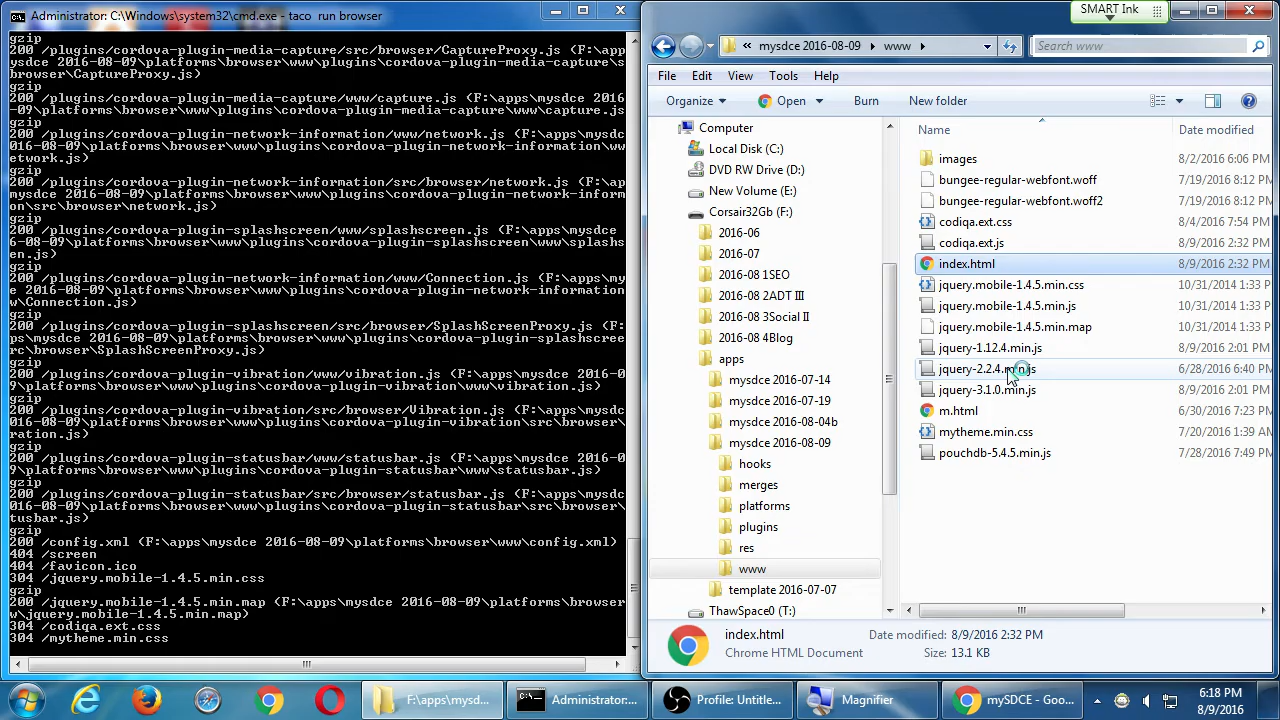 Administrator: C:\Windows\system32\cmd.exe - taco  run browser
gzip
200 /plugins/cordova-plugin-media-capture/src/browser/CaptureProxy.js (F:\apps\m
ysdce 2016-08-09\platforms\browser\www\plugins\cordova-plugin-media-capture\src\
browser\CaptureProxy.js)
gzip
200 /plugins/cordova-plugin-media-capture/www/capture.js (F:\apps\mysdce 2016-08
-09\platforms\browser\www\plugins\cordova-plugin-media-capture\www\capture.js)
gzip
200 /plugins/cordova-plugin-network-information/www/network.js (F:\apps\mysdce 2
016-08-09\platforms\browser\www\plugins\cordova-plugin-network-information\www\n
etwork.js)
gzip
200 /plugins/cordova-plugin-network-information/src/browser/network.js (F:\apps\
mysdce 2016-08-09\platforms\browser\www\plugins\cordova-plugin-network-informati
on\src\browser\network.js)
gzip
200 /plugins/cordova-plugin-splashscreen/www/splashscreen.js (F:\apps\mysdce 201
6-08-09\platforms\browser\www\plugins\cordova-plugin-splashscreen\www\splashscre
en.js)
gzip
200 /plugins/cordova-plugin-network-information/www/Connection.js (F:\apps\mysdc
e 2016-08-09\platforms\browser\www\plugins\cordova-plugin-network-information\ww
w\Connection.js)
gzip
200 /plugins/cordova-plugin-splashscreen/src/browser/SplashScreenProxy.js (F:\ap
ps\mysdce 2016-08-09\platforms\browser\www\plugins\cordova-plugin-splashscreen\s
rc\browser\SplashScreenProxy.js)
gzip
200 /plugins/cordova-plugin-vibration/www/vibration.js (F:\apps\mysdce 2016-08-0
9\platforms\browser\www\plugins\cordova-plugin-vibration\www\vibration.js)
gzip
200 /plugins/cordova-plugin-vibration/src/browser/Vibration.js (F:\apps\mysdce 2
016-08-09\platforms\browser\www\plugins\cordova-plugin-vibration\src\browser\Vib
ration.js)
gzip
200 /plugins/cordova-plugin-statusbar/www/statusbar.js (F:\apps\mysdce 2016-08-0
9\platforms\browser\www\plugins\cordova-plugin-statusbar\www\statusbar.js)
gzip
200 /plugins/cordova-plugin-statusbar/src/browser/statusbar.js (F:\apps\mysdce 2
016-08-09\platforms\browser\www\plugins\cordova-plugin-statusbar\src\browser\sta
tusbar.js)
gzip
200 /config.xml (F:\apps\mysdce 2016-08-09\platforms\browser\www\config.xml)
404 /screen
404 /favicon.ico
304 /jquery.mobile-1.4.5.min.css
gzip
200 /jquery.mobile-1.4.5.min.map (F:\apps\mysdce 2016-08-09\platforms\browser\ww
w\jquery.mobile-1.4.5.min.map)
304 /codiqa.ext.css
304 /mytheme.min.css
SMART Ink
mysdce 2016-08-09 www Search www
File Edit View Tools Help
Organize Open Burn New folder
Computer
Local Disk (C:)
DVD RW Drive (D:)
New Volume (E:)
Corsair32Gb (F:)
2016-06
2016-07
2016-08 1SEO
2016-08 2ADT III
2016-08 3Social II
2016-08 4Blog
apps
mysdce 2016-07-14
mysdce 2016-07-19
mysdce 2016-08-04b
mysdce 2016-08-09
hooks
merges
platforms
plugins
res
www
template 2016-07-07
ThawSpace0 (T:)
Name Date modified
images 8/2/2016 6:06 PM
bungee-regular-webfont.woff 7/19/2016 8:12 PM
bungee-regular-webfont.woff2 7/19/2016 8:12 PM
codiqa.ext.css 8/4/2016 7:54 PM
codiqa.ext.js 8/9/2016 2:32 PM
index.html 8/9/2016 2:32 PM
jquery.mobile-1.4.5.min.css 10/31/2014 1:33 P
jquery.mobile-1.4.5.min.js 10/31/2014 1:33 P
jquery.mobile-1.4.5.min.map 10/31/2014 1:33 P
jquery-1.12.4.min.js 8/9/2016 2:01 PM
jquery-2.2.4.min.js 6/28/2016 6:40 PM
jquery-3.1.0.min.js 8/9/2016 2:01 PM
m.html 6/30/2016 7:23 PM
mytheme.min.css 7/20/2016 1:39 AM
pouchdb-5.4.5.min.js 7/28/2016 7:49 PM
index.html Date modified: 8/9/2016 2:32 PM
Chrome HTML Document Size: 13.1 KB
F:\apps\mysd... Administrator:... Profile: Untitle... Magnifier mySDCE - Goo... 6:18 PM
8/9/2016